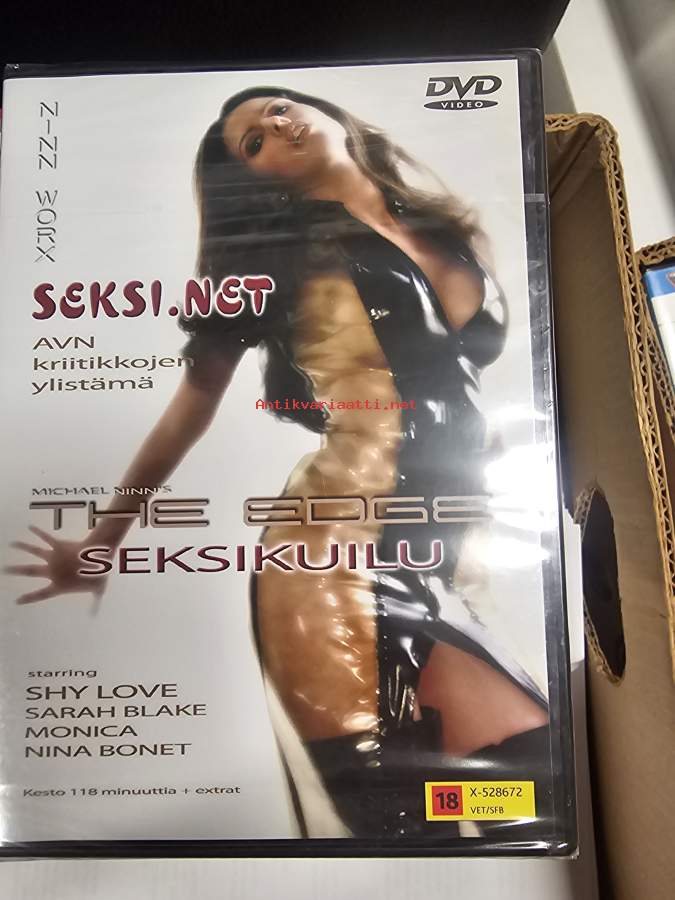 DVD
VIDEO
NINN WORX
SEKSI.NET
AVN
kriitikkojen
ylistämä
Antikvariaatti.net
MICHAEL NINN'S
THE EDGE
SEKSIKUILU
starring
SHY LOVE
SARAH BLAKE
MONICA
NINA BONET
Kesto 118 minuuttia + extrat
18 X-528672
VET/SFB